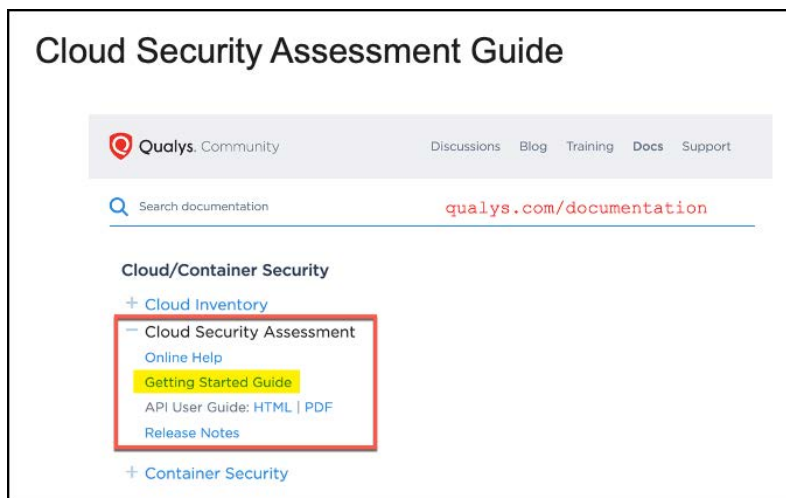 Cloud Security Assessment Guide
Qualys. Community
Discussions Blog Training Docs Support
Search documentation
qualys.com/documentation
Cloud/Container Security
+ Cloud Inventory
− Cloud Security Assessment
Online Help
Getting Started Guide
API User Guide: HTML | PDF
Release Notes
+ Container Security